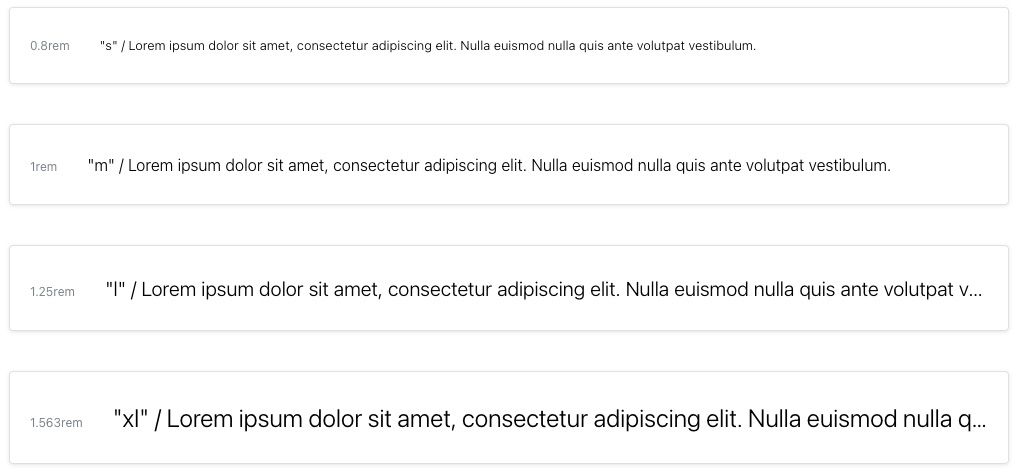 0.8rem "s" / Lorem ipsum dolor sit amet, consectetur adipiscing elit. Nulla euismod nulla quis ante volutpat vestibulum.
1rem "m" / Lorem ipsum dolor sit amet, consectetur adipiscing elit. Nulla euismod nulla quis ante volutpat vestibulum.
1.25rem "l" / Lorem ipsum dolor sit amet, consectetur adipiscing elit. Nulla euismod nulla quis ante volutpat v...
1.563rem "xl" / Lorem ipsum dolor sit amet, consectetur adipiscing elit. Nulla euismod nulla q...